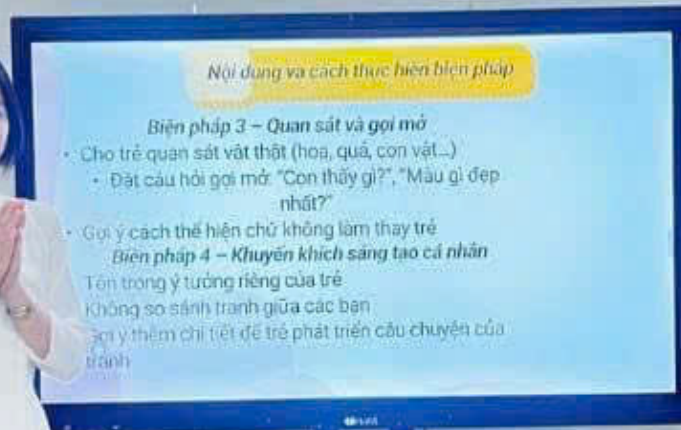 Nội dung và cách thực hiện biện pháp
Biện pháp 3 – Quan sát và gợi mở
• Cho trẻ quan sát vật thật (hoa, quả, con vật...)
• Đặt câu hỏi gợi mở: "Con thấy gì?", "Màu gì đẹp
nhất?"
• Gợi ý cách thể hiện chứ không làm thay trẻ
Biện pháp 4 – Khuyến khích sáng tạo cá nhân
Tôn trọng ý tưởng riêng của trẻ
Không so sánh tranh giữa các bạn
Gợi ý thêm chi tiết để trẻ phát triển câu chuyện của
tranh